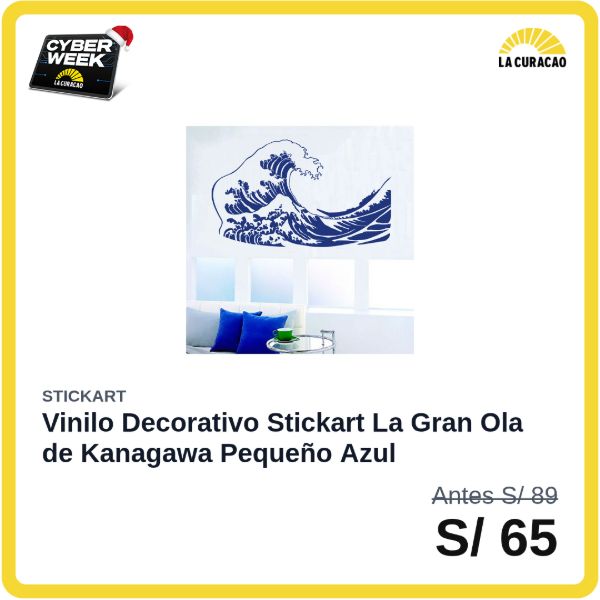 CYBER
WEEK
LA CURACAO
LA CURACAO
STICKART
Vinilo Decorativo Stickart La Gran Ola
de Kanagawa Pequeño Azul
Antes S/ 89
S/ 65